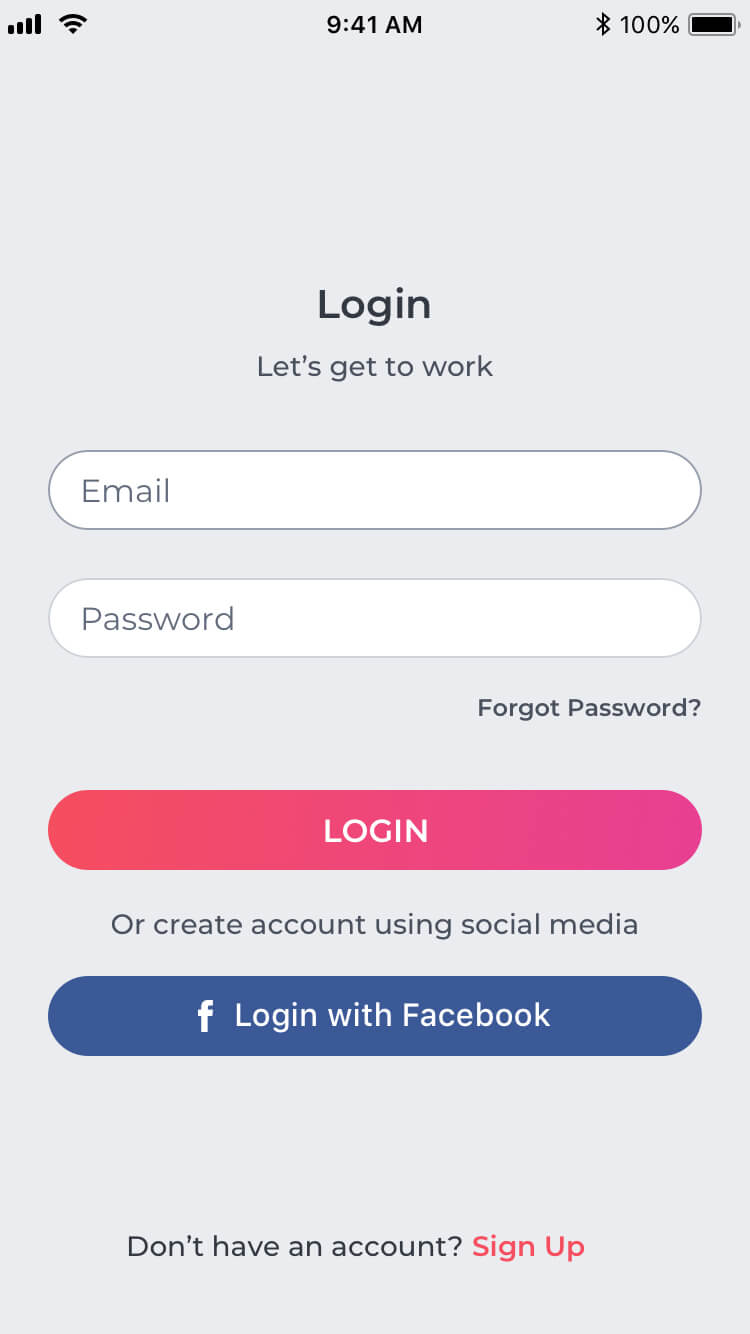 9:41 AM 100%
Login
Let’s get to work
Email
Password
Forgot Password?
LOGIN
Or create account using social media
f Login with Facebook
Don’t have an account? Sign Up